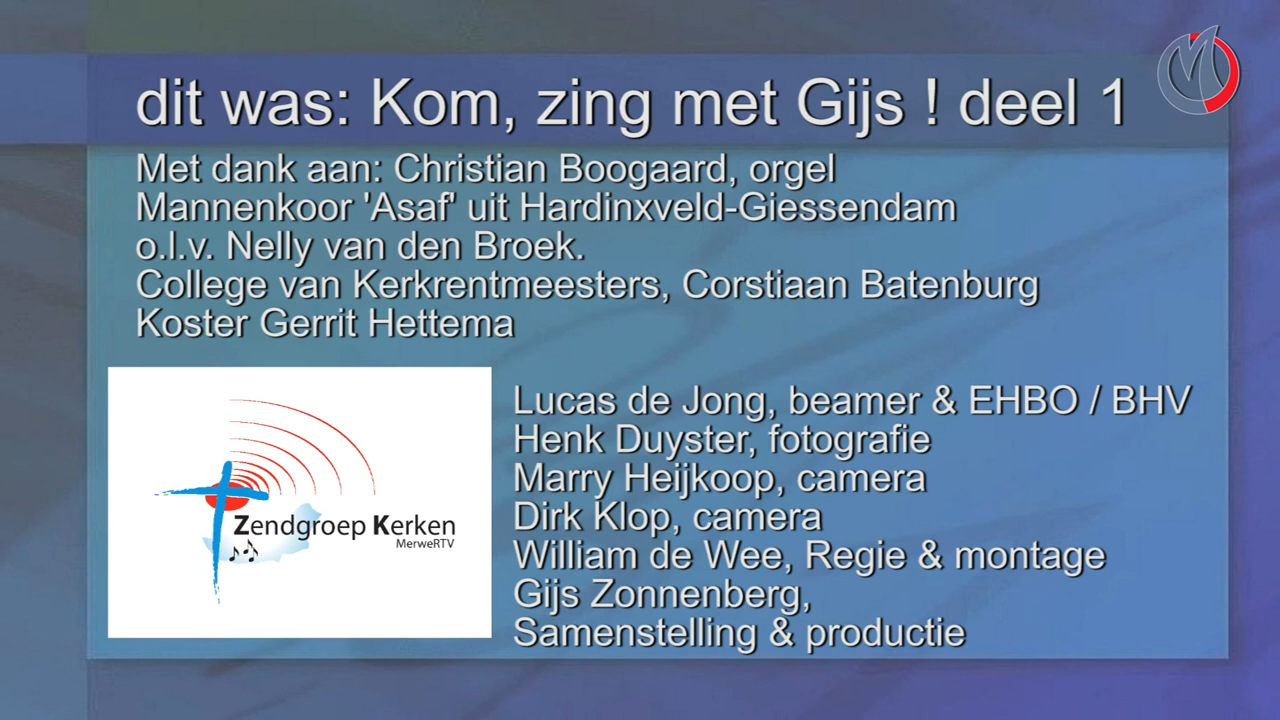 dit was: Kom, zing met Gijs ! deel 1
Met dank aan: Christian Boogaard, orgel
Mannenkoor 'Asaf' uit Hardinxveld-Giessendam
o.l.v. Nelly van den Broek.
College van Kerkrentmeesters, Corstiaan Batenburg
Koster Gerrit Hettema
Zendgroep Kerken
MerweRTV
Lucas de Jong, beamer & EHBO / BHV
Henk Duyster, fotografie
Marry Heijkoop, camera
Dirk Klop, camera
William de Wee, Regie & montage
Gijs Zonnenberg,
Samenstelling & productie